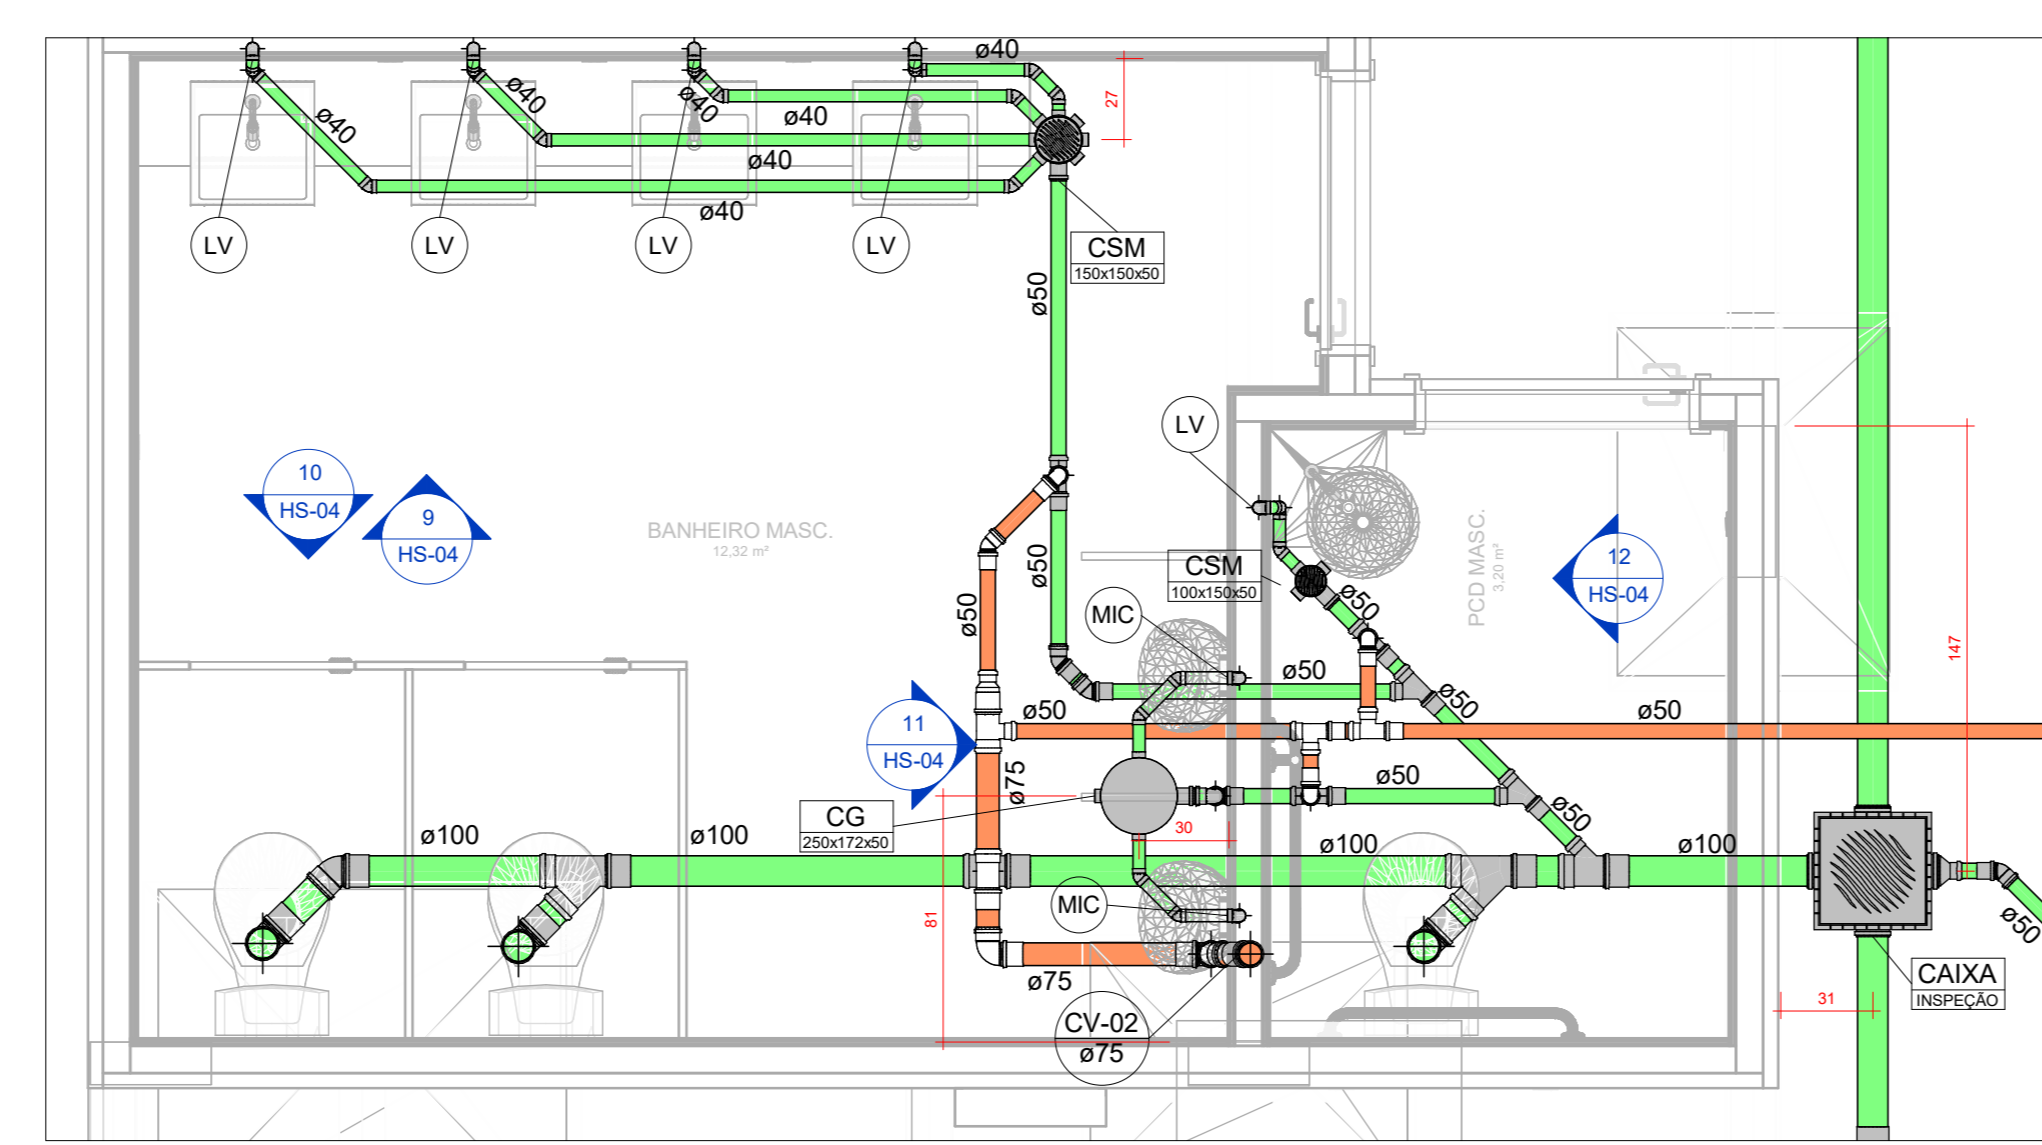 ø40
27
ø40
ø40
ø40
ø40
ø40
ø40
LV
LV
LV
LV
CSM
150x150x50
ø50
LV
10
HS-04
9
HS-04
BANHEIRO MASC.
12,32 m²
ø50
CSM
100x150x50
ø50
PCD MASC.
3,20 m²
12
HS-04
MIC
ø50
147
ø50
ø50
11
HS-04
ø50
ø50
ø75
ø50
CG
250x172x50
30
ø50
ø100
ø100
ø100
ø100
81
MIC
ø50
ø75
CAIXA
INSPEÇÃO
31
CV-02
ø75